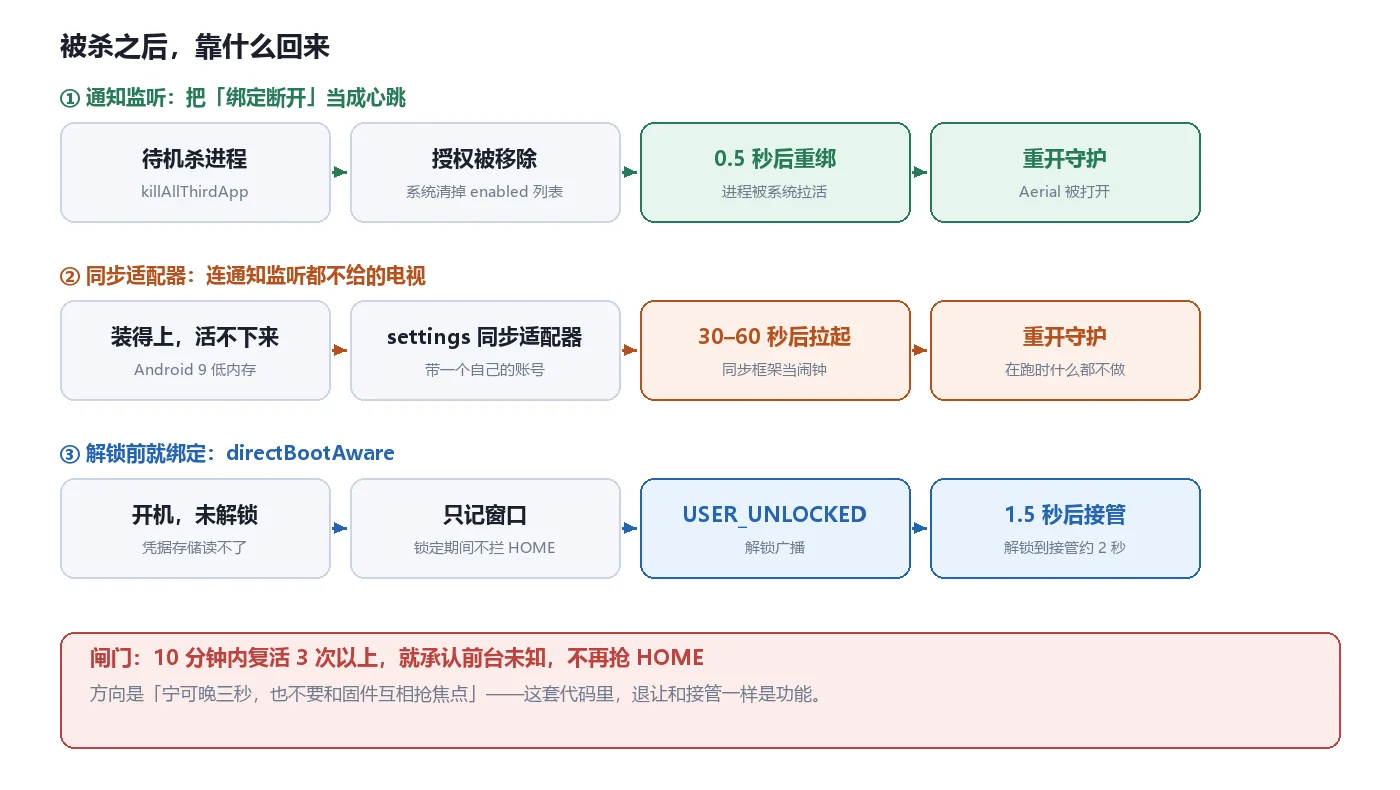 被杀之后，靠什么回来
① 通知监听：把「绑定断开」当成心跳
待机杀进程
killAllThirdApp
授权被移除
系统清掉 enabled 列表
0.5 秒后重绑
进程被系统拉活
重开守护
Aerial 被打开
② 同步适配器：连通知监听都不给的电视
装得上，活不下来
Android 9 低内存
settings 同步适配器
带一个自己的账号
30–60 秒后拉起
同步框架当闹钟
重开守护
在跑时什么都不做
③ 解锁前就绑定：directBootAware
开机，未解锁
凭据存储读不了
只记窗口
锁定期间不拦 HOME
USER_UNLOCKED
解锁广播
1.5 秒后接管
解锁到接管约 2 秒
闸门：10 分钟内复活 3 次以上，就承认前台未知，不再抢 HOME
方向是「宁可晚三秒，也不要和固件互相抢焦点」——这套代码里，退让和接管一样是功能。